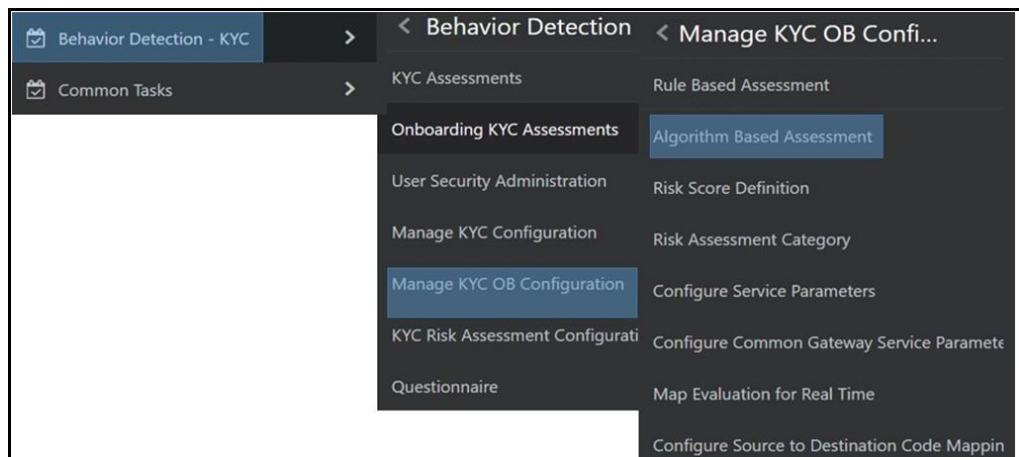 Behavior Detection - KYC
Common Tasks
Behavior Detection
KYC Assessments
Onboarding KYC Assessments
User Security Administration
Manage KYC Configuration
Manage KYC OB Configuration
KYC Risk Assessment Configurati
Questionnaire
Manage KYC OB Confi...
Rule Based Assessment
Algorithm Based Assessment
Risk Score Definition
Risk Assessment Category
Configure Service Parameters
Configure Common Gateway Service Paramete
Map Evaluation for Real Time
Configure Source to Destination Code Mappin